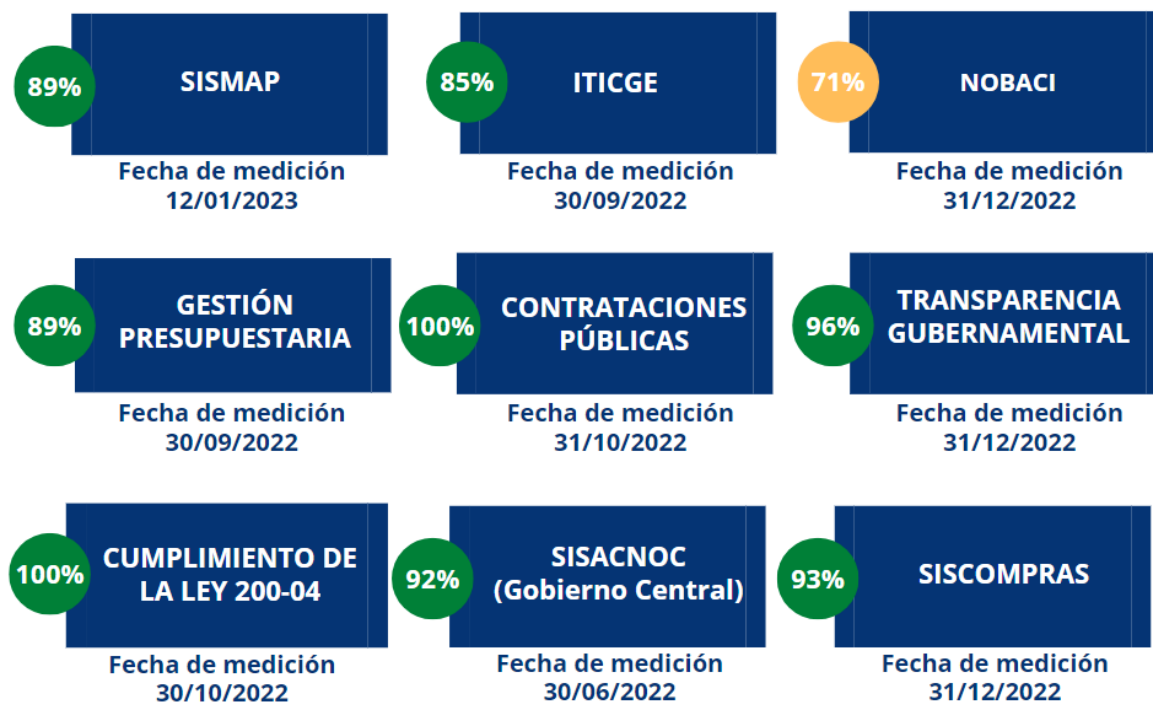 89%
SISMAP
Fecha de medición
12/01/2023
85%
ITICGE
Fecha de medición
30/09/2022
71%
NOBACI
Fecha de medición
31/12/2022
89%
GESTIÓN
PRESUPUESTARIA
Fecha de medición
30/09/2022
100%
CONTRATACIONES
PÚBLICAS
Fecha de medición
31/10/2022
96%
TRANSPARENCIA
GUBERNAMENTAL
Fecha de medición
31/12/2022
100%
CUMPLIMIENTO DE
LA LEY 200-04
Fecha de medición
30/10/2022
92%
SISACNOC
(Gobierno Central)
Fecha de medición
30/06/2022
93%
SISCOMPRAS
Fecha de medición
31/12/2022